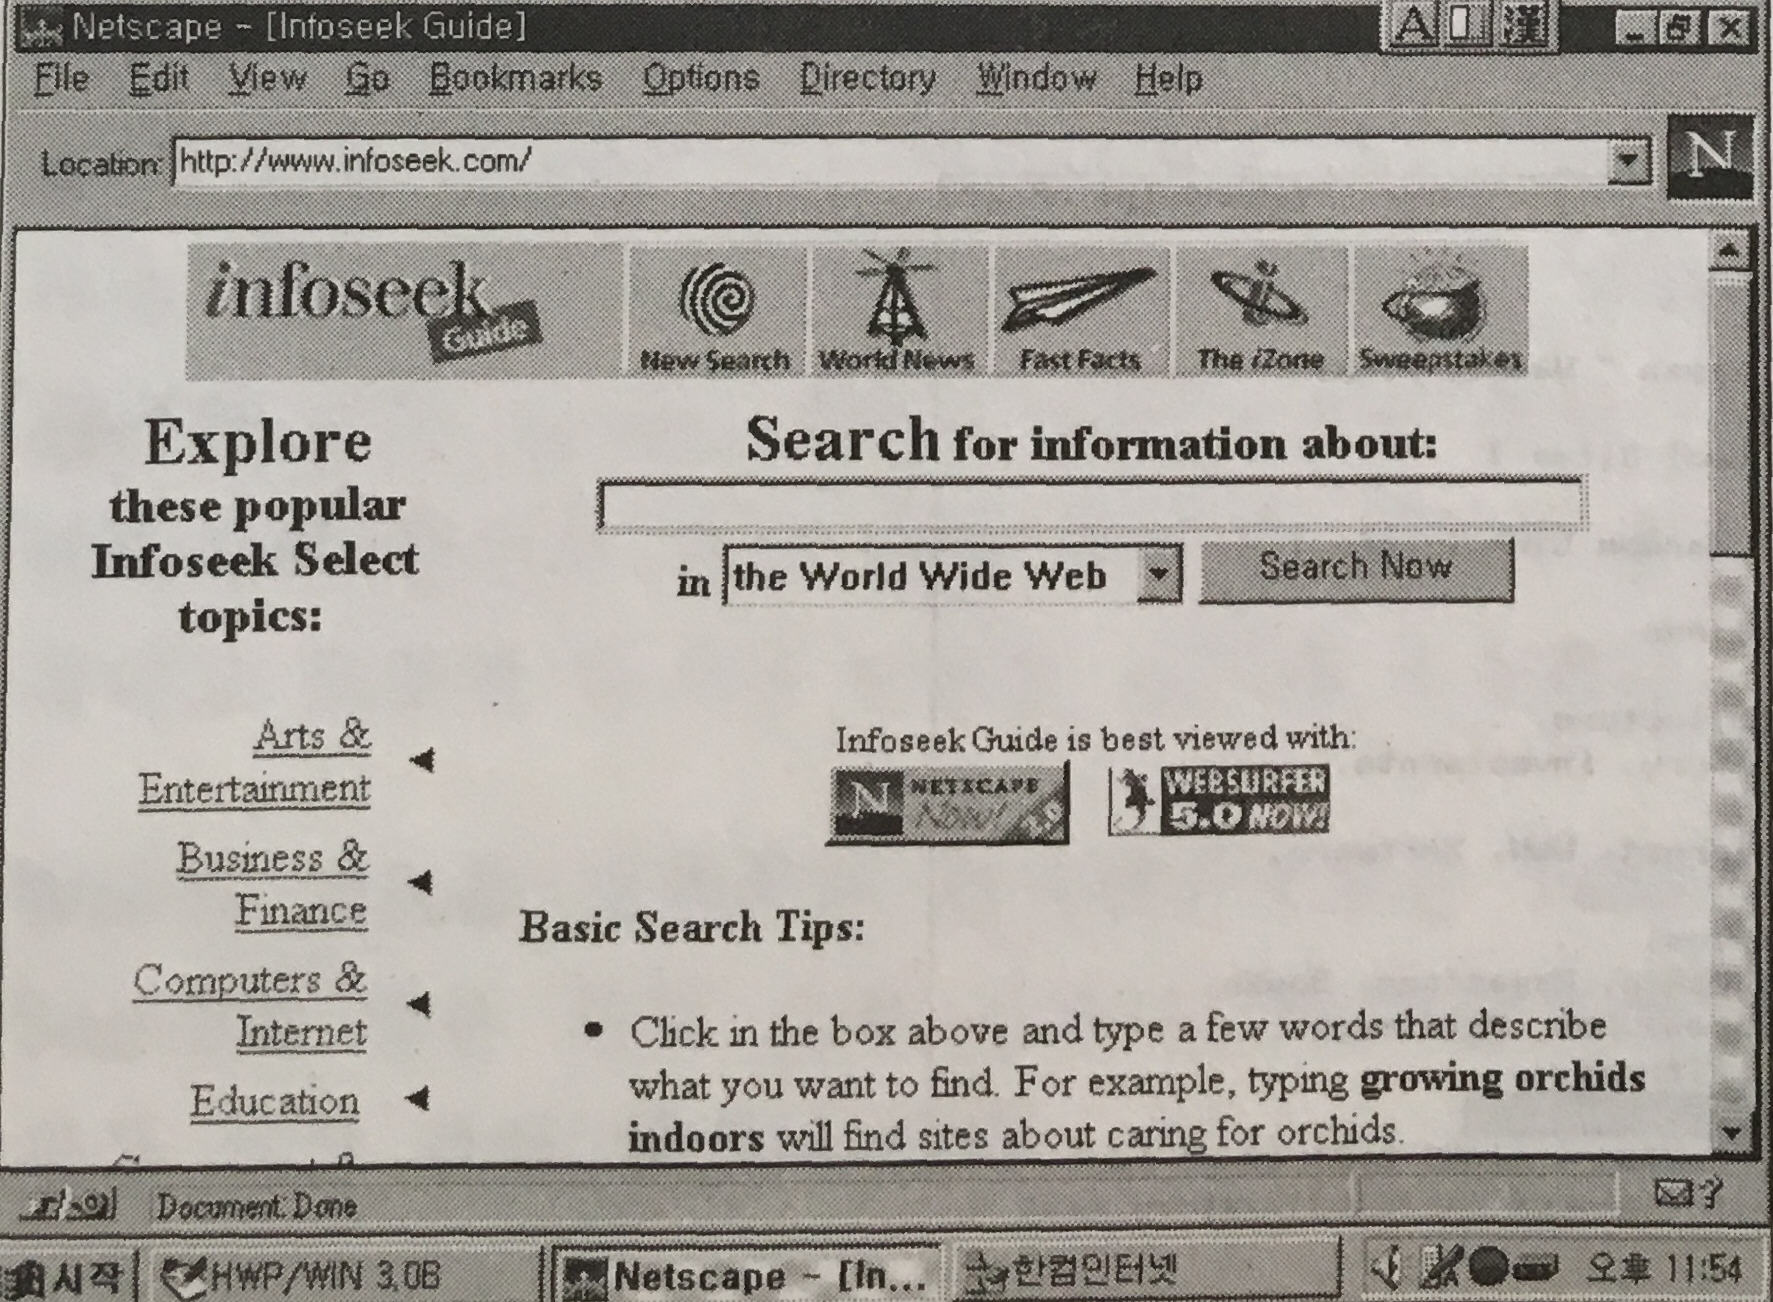 Netscape - [Infoseek Guide]
A 漢
File Edit View Go Bookmarks Options Directory Window Help
Location: http://www.infoseek.com/
N
infoseek
Guide
New Search World News Fast Facts The iZone Sweepstakes
Explore
these popular
Infoseek Select
topics:
Search for information about:
in the World Wide Web Search Now
Arts &
Entertainment
Business &
Finance
Computers &
Internet
Education
Infoseek Guide is best viewed with:
N NETSCAPE
Now!
WEBSURFER
5.0 NOW!
Basic Search Tips:
• Click in the box above and type a few words that describe
what you want to find. For example, typing growing orchids
indoors will find sites about caring for orchids.
Document: Done
?
시작 HWP/WIN 3.0B Netscape - [In... 한컴인터넷 오후 11:54